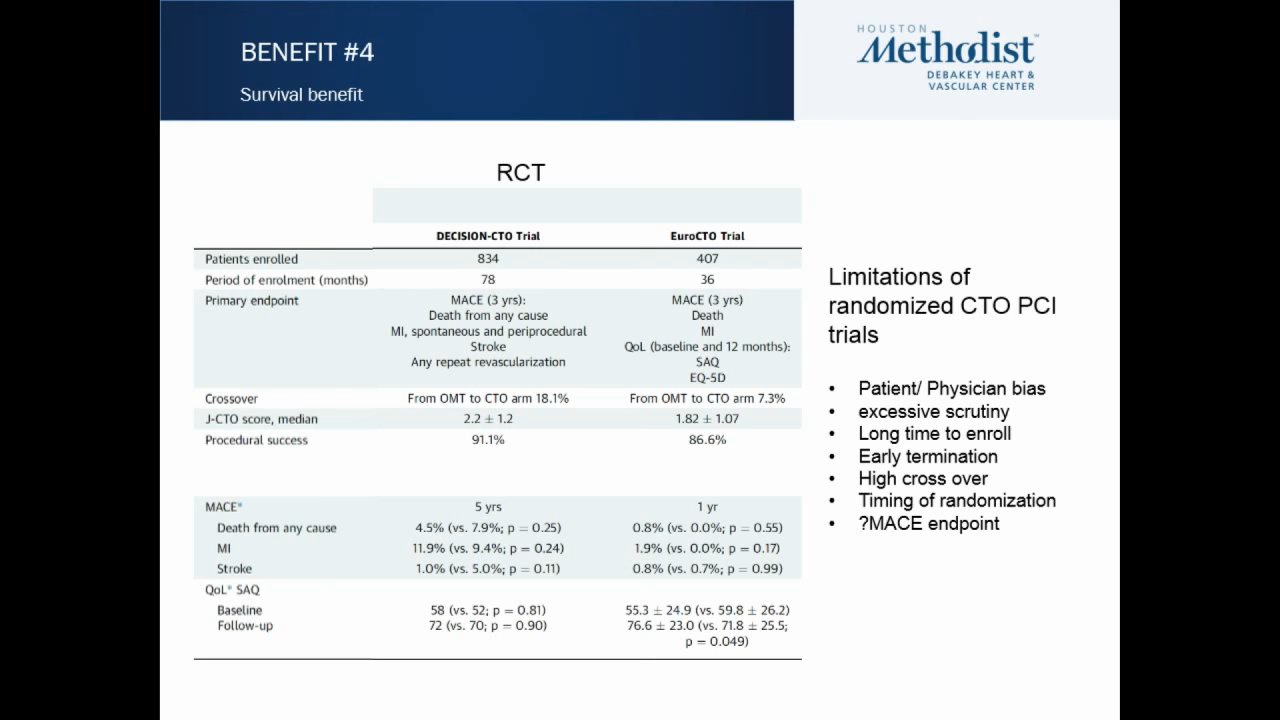 BENEFIT #4
Survival benefit
HOUSTON
Methodist
DEBAKEY HEART &
VASCULAR CENTER
RCT
DECISION-CTO Trial EuroCTO Trial
Patients enrolled 834 407
Period of enrolment (months) 78 36
Primary endpoint MACE (3 yrs): MACE (3 yrs)
Death from any cause Death
MI, spontaneous and periprocedural MI
Stroke QoL (baseline and 12 months):
Any repeat revascularization SAQ
EQ-5D
Crossover From OMT to CTO arm 18.1% From OMT to CTO arm 7.3%
J-CTO score, median 2.2 ± 1.2 1.82 ± 1.07
Procedural success 91.1% 86.6%
MACE* 5 yrs 1 yr
Death from any cause 4.5% (vs. 7.9%; p = 0.25) 0.8% (vs. 0.0%; p = 0.55)
MI 11.9% (vs. 9.4%; p = 0.24) 1.9% (vs. 0.0%; p = 0.17)
Stroke 1.0% (vs. 5.0%; p = 0.11) 0.8% (vs. 0.7%; p = 0.99)
QoL* SAQ
Baseline 58 (vs. 52; p = 0.81) 55.3 ± 24.9 (vs. 59.8 ± 26.2)
Follow-up 72 (vs. 70; p = 0.90) 76.6 ± 23.0 (vs. 71.8 ± 25.5;
p = 0.049)
Limitations of
randomized CTO PCI
trials
• Patient/ Physician bias
• excessive scrutiny
• Long time to enroll
• Early termination
• High cross over
• Timing of randomization
• ?MACE endpoint